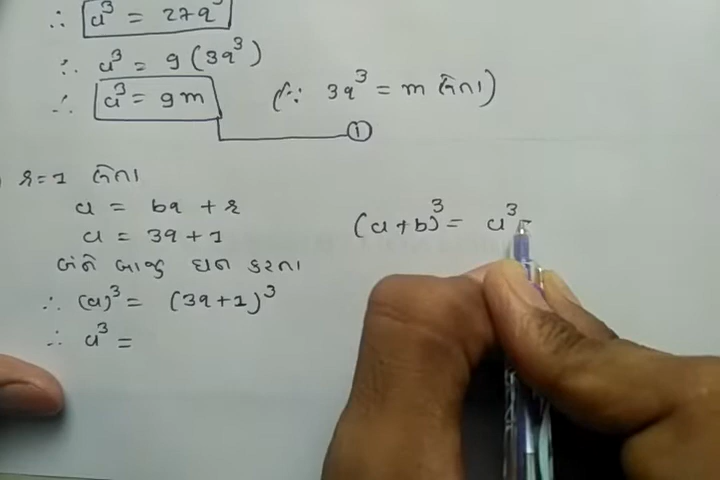 ∴ a³ = 27q³
∴ a³ = 9(3q³)
∴ a³ = 9m (∵ 3q³ = m લેતા)
①
r=1 લેતા
a = bq + r
a = 3q + 1
બંને બાજુ ઘન કરતા
∴ (a)³ = (3q+1)³
∴ a³ =
(a+b)³ = a³